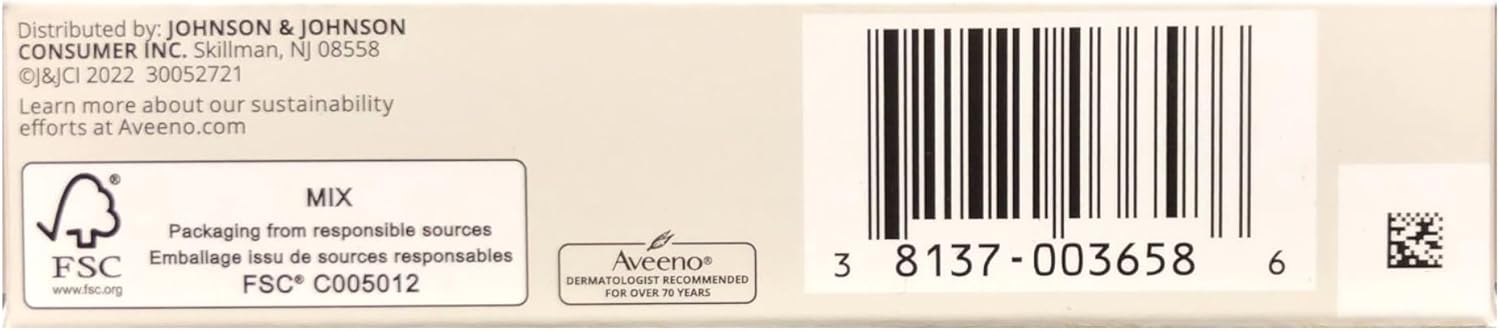 Distributed by: JOHNSON & JOHNSON
CONSUMER INC. Skillman, NJ 08558
©J&JCI 2022 30052721
Learn more about our sustainability
efforts at Aveeno.com
®
FSC
www.fsc.org
MIX
Packaging from responsible sources
Emballage issu de sources responsables
FSC® C005012
Aveeno®
DERMATOLOGIST RECOMMENDED
FOR OVER 70 YEARS
3 8137-003658 6